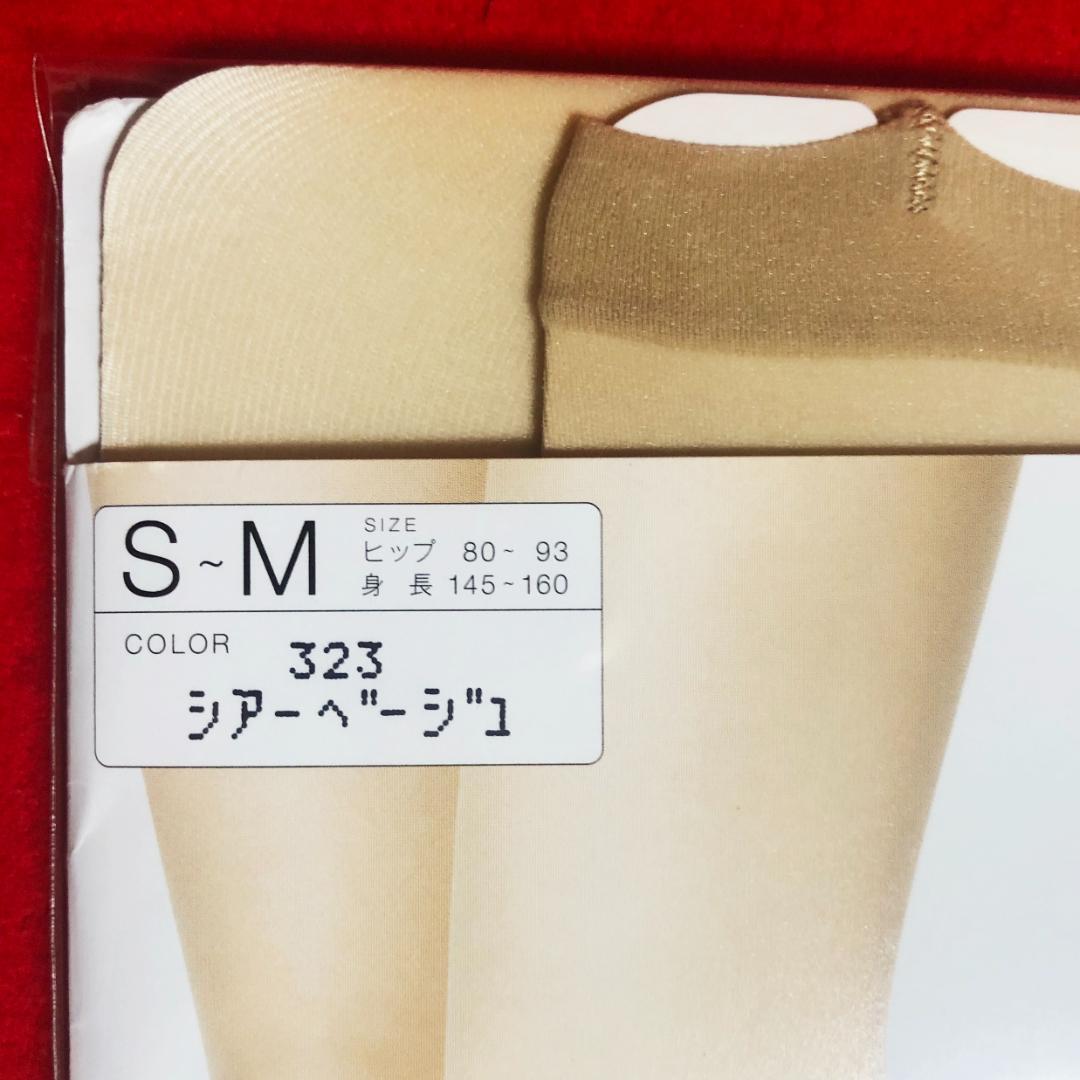 S~M
SIZE
ヒップ 80~ 93
身 長 145~160
COLOR
323
シアーベージュ